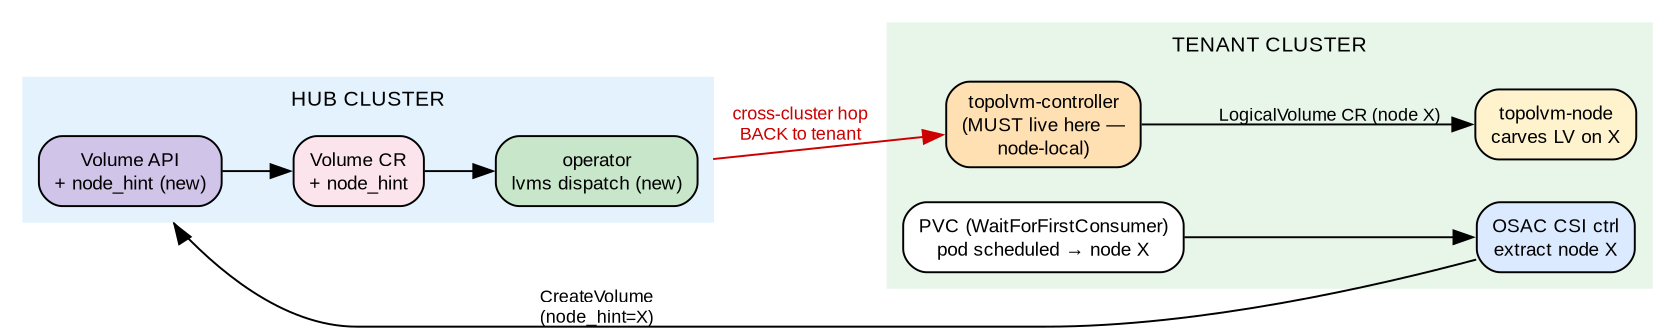 HUB CLUSTER
Volume API
+ node_hint (new)
Volume CR
+ node_hint
operator
lvms dispatch (new)
cross-cluster hop
BACK to tenant
TENANT CLUSTER
topolvm-controller
(MUST live here —
node-local)
LogicalVolume CR (node X)
topolvm-node
carves LV on X
PVC (WaitForFirstConsumer)
pod scheduled → node X
OSAC CSI ctrl
extract node X
CreateVolume
(node_hint=X)